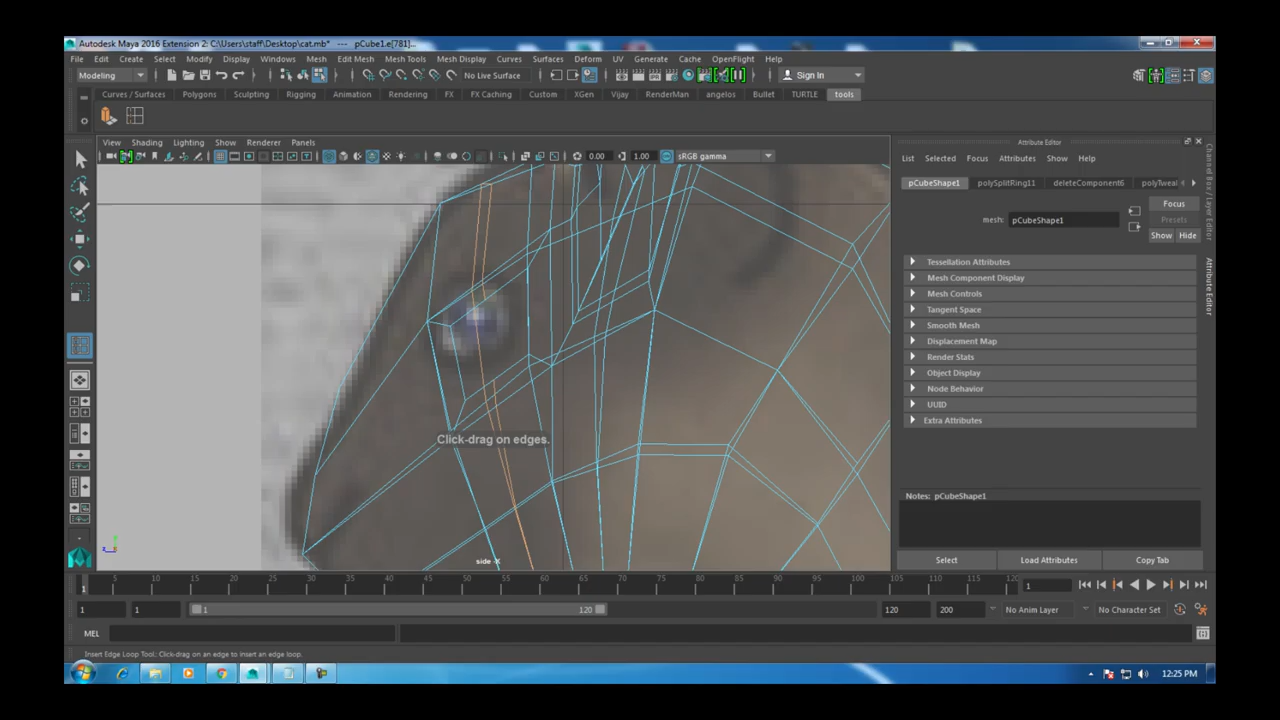 Autodesk Maya 2016 Extension 2: C:\Users\staff\Desktop\cat.mb* --- pCube1.e[781]...
File Edit Create Select Modify Display Windows Mesh Edit Mesh Mesh Tools Mesh Display Curves Surfaces Deform UV Generate Cache OpenFlight Help
Modeling No Live Surface Sign In
Curves / Surfaces Polygons Sculpting Rigging Animation Rendering FX FX Caching Custom XGen Vijay RenderMan angelos Bullet TURTLE tools
View Shading Lighting Show Renderer Panels
0.00 1.00 sRGB gamma
Click-drag on edges.
side -X
Attribute Editor
List Selected Focus Attributes Show Help
pCubeShape1 polySplitRing11 deleteComponent6 polyTweak
Focus
Presets
mesh: pCubeShape1
Show Hide
Tessellation Attributes
Mesh Component Display
Mesh Controls
Tangent Space
Smooth Mesh
Displacement Map
Render Stats
Object Display
Node Behavior
UUID
Extra Attributes
Notes: pCubeShape1
Select Load Attributes Copy Tab
Channel Box / Layer Editor
Attribute Editor
5 10 15 20 25 30 35 40 45 50 55 60 65 70 75 80 85 90 95 100 105 110 115 120
1 1
1 1 1 120 120 200 No Anim Layer No Character Set
MEL
Insert Edge Loop Tool: Click-drag on an edge to insert an edge loop.
12:25 PM